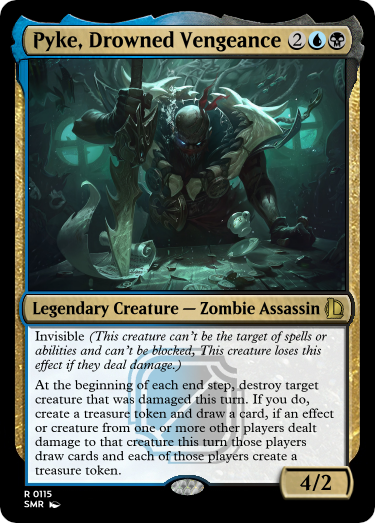 Pyke, Drowned Vengeance 2
Legendary Creature — Zombie Assassin
Invisible (This creature can't be the target of spells or
abilities and can't be blocked, This creature loses this
effect if they deal damage.)
At the beginning of each end step, destroy target
creature that was damaged this turn. If you do,
create a treasure token and draw a card, if an effect
or creature from one or more other players dealt
damage to that creature this turn those players
draw cards and each of those players create a
treasure token.
4/2
R 0115
SMR